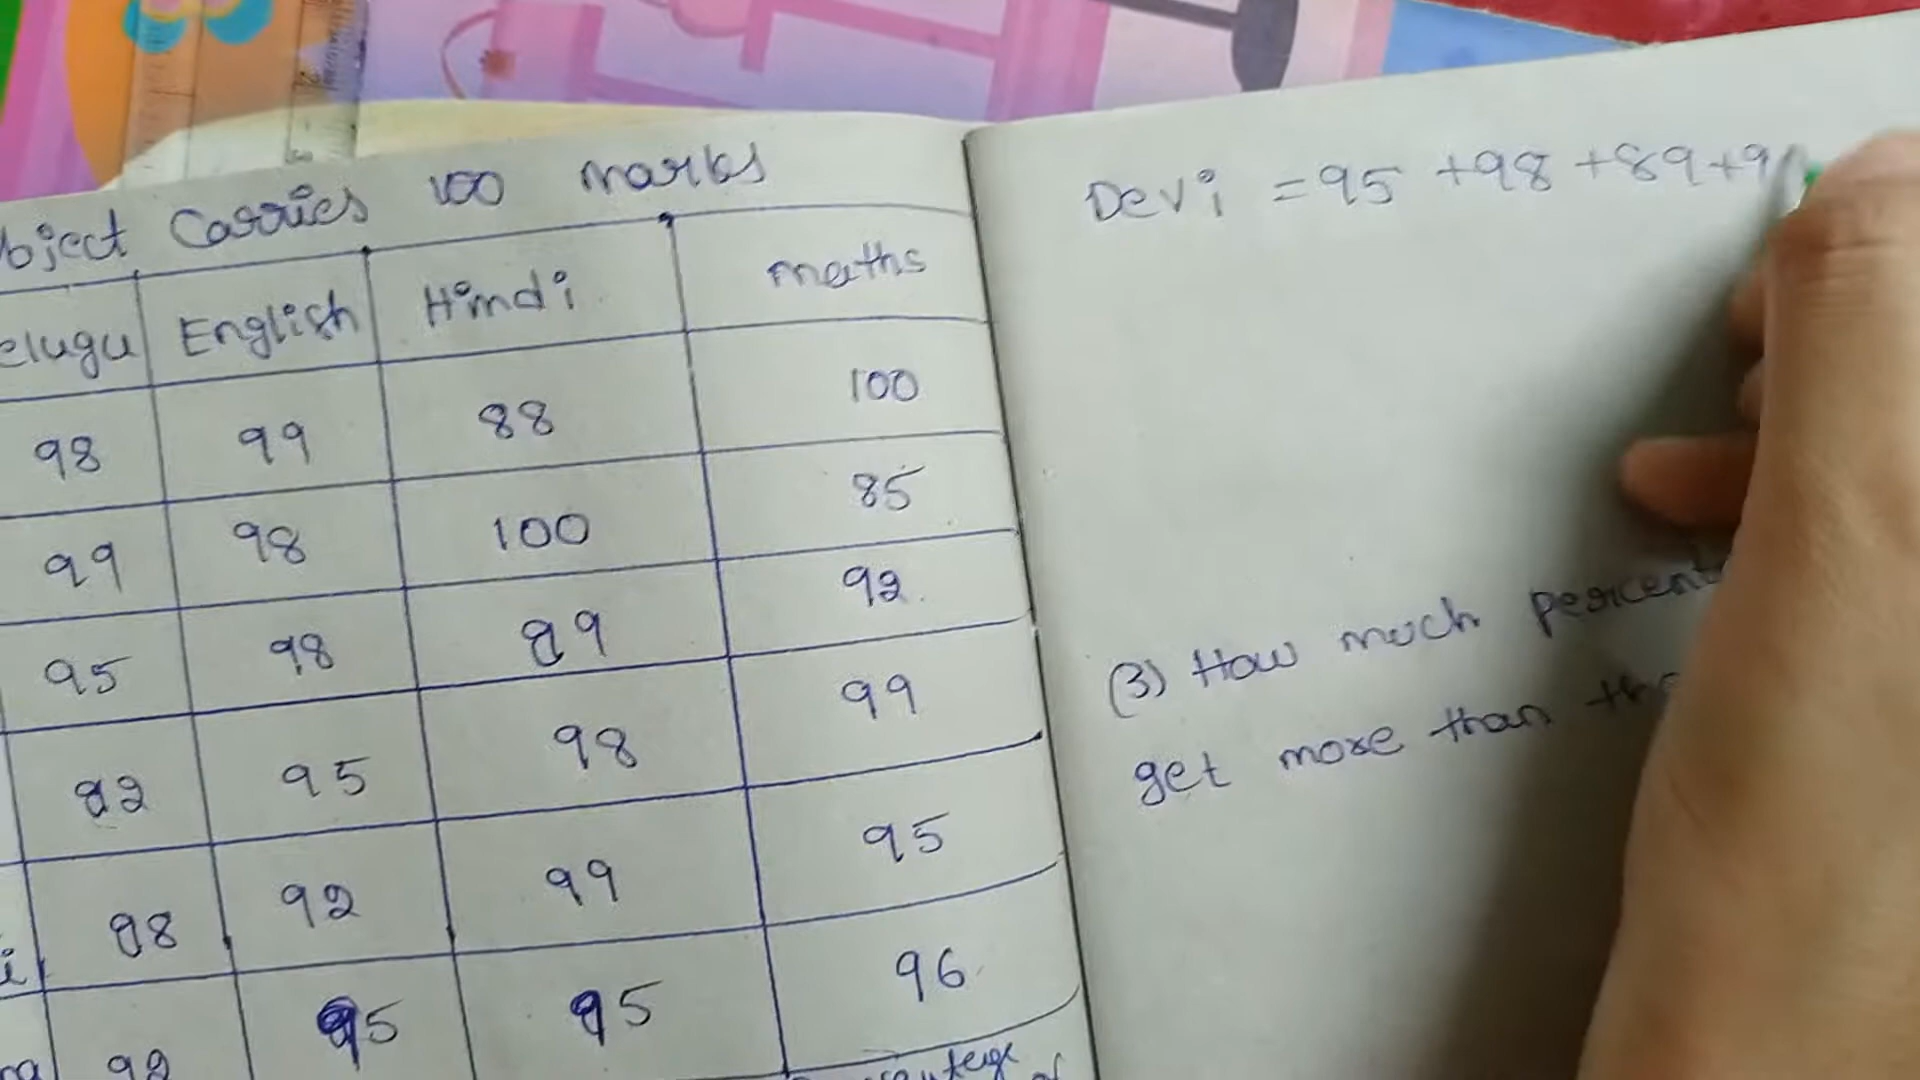 bject Carries 100 marks
elugu English Hindi maths
98 99 88 100
99 98 100 85
95 98 89 92
92 95 98 99
98 92 99 95
95 95 96
Devi = 95 + 98 + 89 + 9
(3) How much percent
get more than th